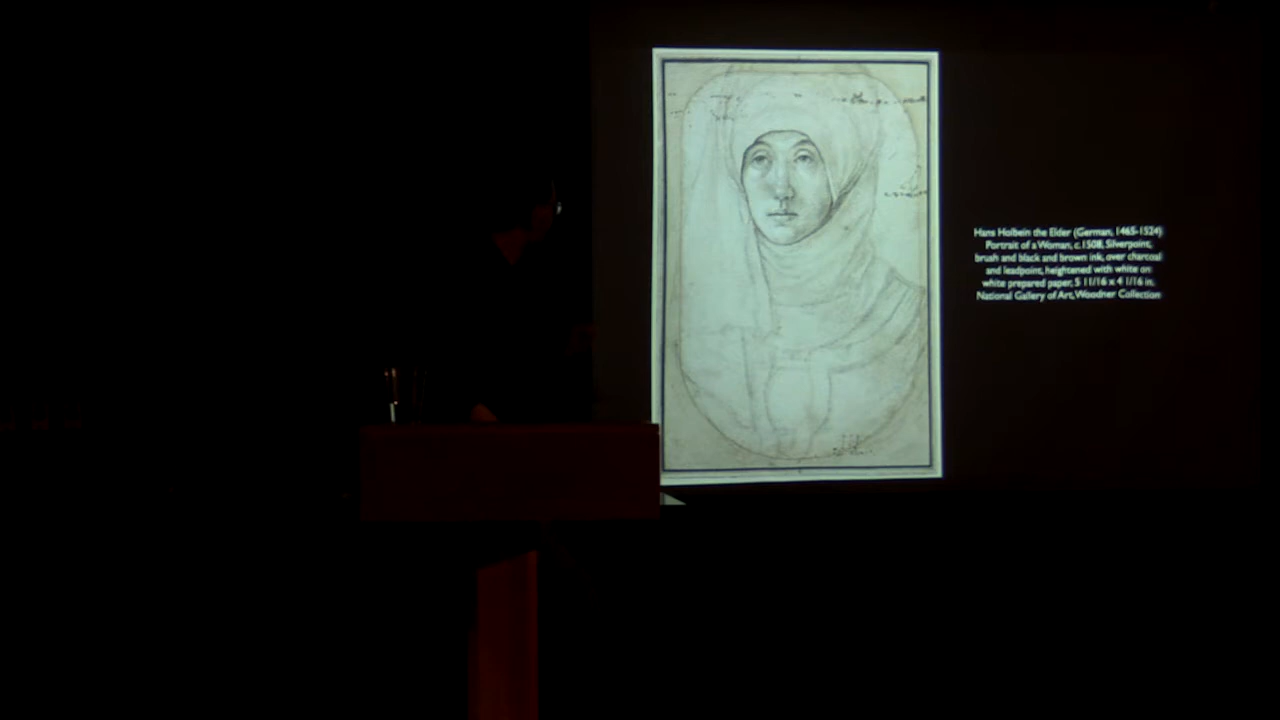 Hans Holbein the Elder (German, 1465-1524)
Portrait of a Woman, c.1508, Silverpoint,
brush and black and brown ink, over charcoal
and leadpoint, heightened with white on
white prepared paper, 5 11/16 x 4 1/16 in.
National Gallery of Art, Woodner Collection